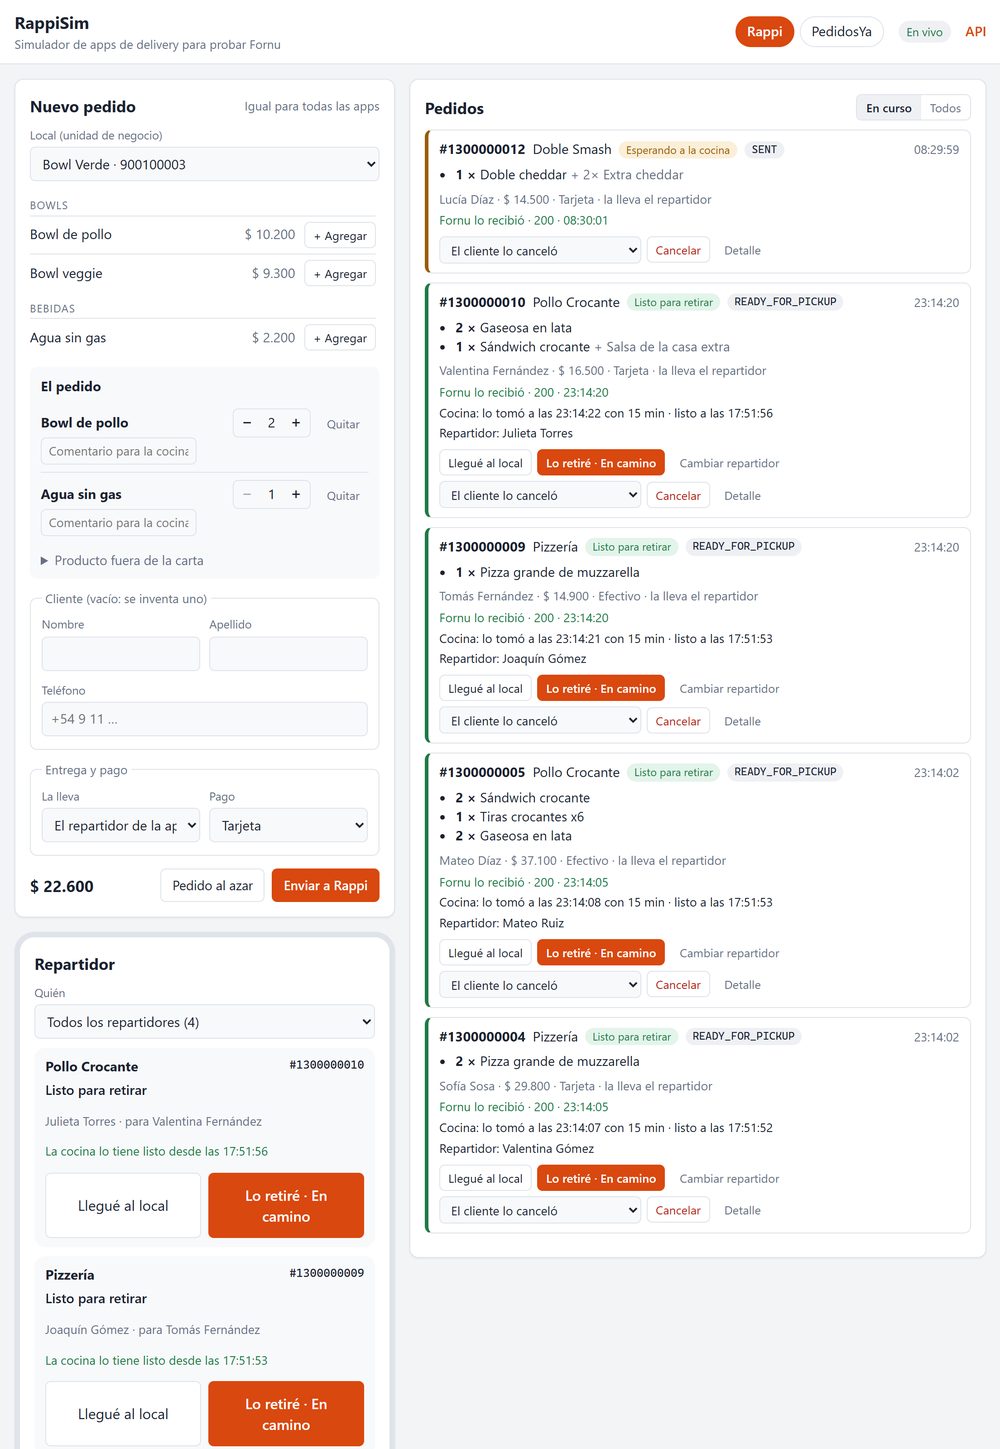 RappiSim
Simulador de apps de delivery para probar Fornu
Rappi
PedidosYa
En vivo
API
Nuevo pedido
Igual para todas las apps
Local (unidad de negocio)
Bowl Verde · 900100003
BOWLS
Bowl de pollo
$ 10.200
+ Agregar
Bowl veggie
$ 9.300
+ Agregar
BEBIDAS
Agua sin gas
$ 2.200
+ Agregar
El pedido
Bowl de pollo
− 2 +
Quitar
Comentario para la cocina
Agua sin gas
− 1 +
Quitar
Comentario para la cocina
▶ Producto fuera de la carta
Cliente (vacío: se inventa uno)
Nombre
Apellido
Teléfono
+54 9 11 ...
Entrega y pago
La lleva
Pago
El repartidor de la ap
Tarjeta
$ 22.600
Pedido al azar
Enviar a Rappi
Repartidor
Quién
Todos los repartidores (4)
Pollo Crocante
#1300000010
Listo para retirar
Julieta Torres · para Valentina Fernández
La cocina lo tiene listo desde las 17:51:56
Llegué al local
Lo retiré · En
camino
Pizzería
#1300000009
Listo para retirar
Joaquín Gómez · para Tomás Fernández
La cocina lo tiene listo desde las 17:51:53
Llegué al local
Lo retiré · En
camino
Pedidos
En curso
Todos
#1300000012 Doble Smash Esperando a la cocina SENT 08:29:59
• 1 × Doble cheddar + 2× Extra cheddar
Lucía Díaz · $ 14.500 · Tarjeta · la lleva el repartidor
Fornu lo recibió · 200 · 08:30:01
El cliente lo canceló
Cancelar
Detalle
#1300000010 Pollo Crocante Listo para retirar READY_FOR_PICKUP 23:14:20
• 2 × Gaseosa en lata
• 1 × Sándwich crocante + Salsa de la casa extra
Valentina Fernández · $ 16.500 · Tarjeta · la lleva el repartidor
Fornu lo recibió · 200 · 23:14:20
Cocina: lo tomó a las 23:14:22 con 15 min · listo a las 17:51:56
Repartidor: Julieta Torres
Llegué al local
Lo retiré · En camino
Cambiar repartidor
El cliente lo canceló
Cancelar
Detalle
#1300000009 Pizzería Listo para retirar READY_FOR_PICKUP 23:14:20
• 1 × Pizza grande de muzzarella
Tomás Fernández · $ 14.900 · Efectivo · la lleva el repartidor
Fornu lo recibió · 200 · 23:14:20
Cocina: lo tomó a las 23:14:21 con 15 min · listo a las 17:51:53
Repartidor: Joaquín Gómez
Llegué al local
Lo retiré · En camino
Cambiar repartidor
El cliente lo canceló
Cancelar
Detalle
#1300000005 Pollo Crocante Listo para retirar READY_FOR_PICKUP 23:14:02
• 2 × Sándwich crocante
• 1 × Tiras crocantes x6
• 2 × Gaseosa en lata
Mateo Díaz · $ 37.100 · Efectivo · la lleva el repartidor
Fornu lo recibió · 200 · 23:14:05
Cocina: lo tomó a las 23:14:08 con 15 min · listo a las 17:51:53
Repartidor: Mateo Ruiz
Llegué al local
Lo retiré · En camino
Cambiar repartidor
El cliente lo canceló
Cancelar
Detalle
#1300000004 Pizzería Listo para retirar READY_FOR_PICKUP 23:14:02
• 2 × Pizza grande de muzzarella
Sofía Sosa · $ 29.800 · Tarjeta · la lleva el repartidor
Fornu lo recibió · 200 · 23:14:05
Cocina: lo tomó a las 23:14:07 con 15 min · listo a las 17:51:52
Repartidor: Valentina Gómez
Llegué al local
Lo retiré · En camino
Cambiar repartidor
El cliente lo canceló
Cancelar
Detalle